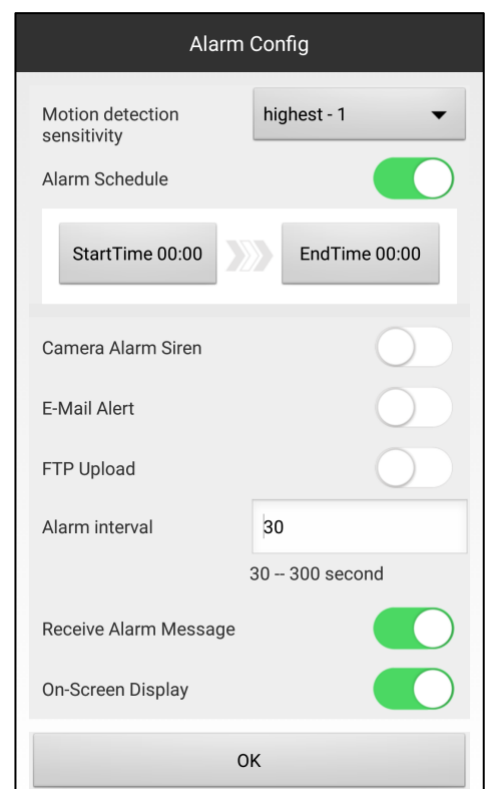 Alarm Config
Motion detection sensitivity
highest - 1
Alarm Schedule
StartTime 00:00
EndTime 00:00
Camera Alarm Siren
E-Mail Alert
FTP Upload
Alarm interval
30
30 -- 300 second
Receive Alarm Message
On-Screen Display
OK